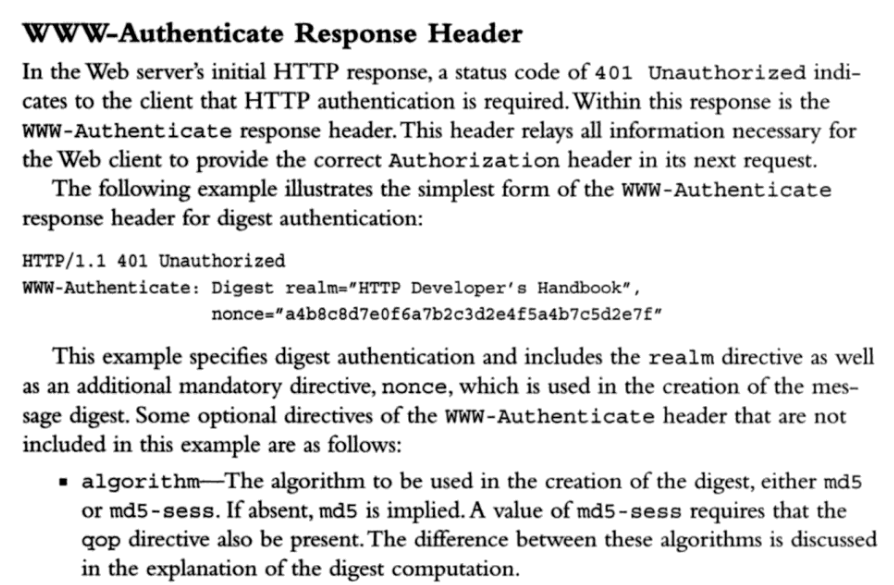 WWW-Authenticate Response Header
In the Web server's initial HTTP response, a status code of 401 Unauthorized indi-
cates to the client that HTTP authentication is required. Within this response is the
WWW-Authenticate response header. This header relays all information necessary for
the Web client to provide the correct Authorization header in its next request.
The following example illustrates the simplest form of the WWW-Authenticate
response header for digest authentication:
HTTP/1.1 401 Unauthorized
WWW-Authenticate: Digest realm="HTTP Developer's Handbook",
nonce="a4b8c8d7e0f6a7b2c3d2e4f5a4b7c5d2e7f"
This example specifies digest authentication and includes the realm directive as well
as an additional mandatory directive, nonce, which is used in the creation of the mes-
sage digest. Some optional directives of the WWW-Authenticate header that are not
included in this example are as follows:
▪ algorithm—The algorithm to be used in the creation of the digest, either md5
or md5-sess. If absent, md5 is implied. A value of md5-sess requires that the
qop directive also be present. The difference between these algorithms is discussed
in the explanation of the digest computation.